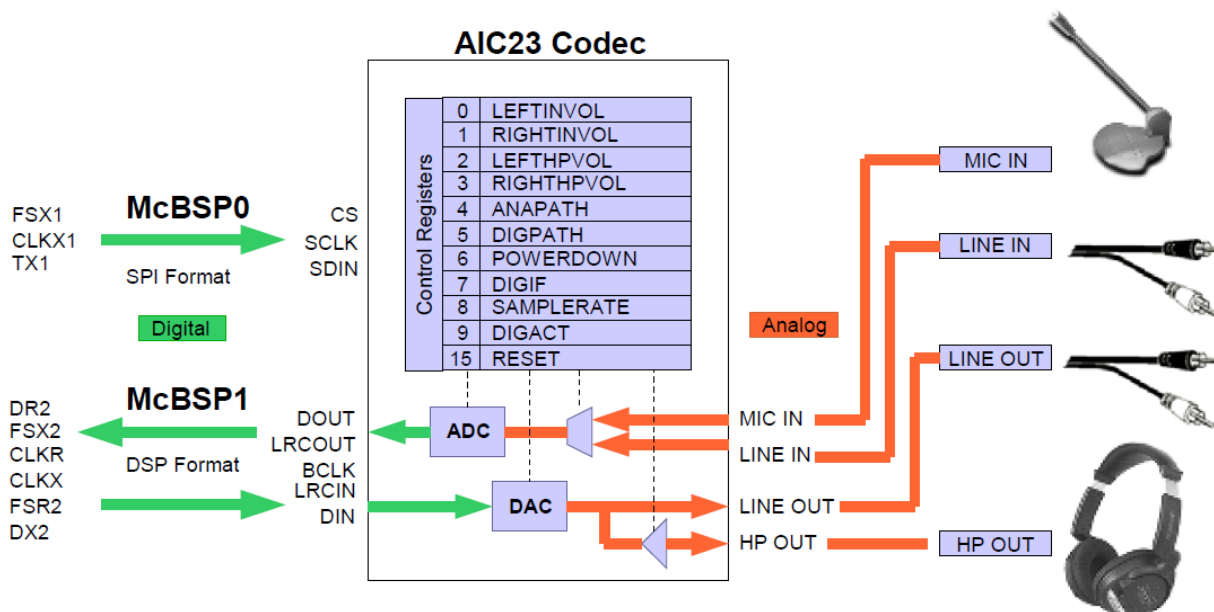 AIC23 Codec
Control Registers
0 LEFTINVOL
1 RIGHTINVOL
2 LEFTHPVOL
3 RIGHTHPVOL
4 ANAPATH
5 DIGPATH
6 POWERDOWN
7 DIGIF
8 SAMPLERATE
9 DIGACT
15 RESET
McBSP0
FSX1
CLKX1
TX1
SPI Format
CS
SCLK
SDIN
Digital
McBSP1
DR2
FSX2
CLKR
CLKX
FSR2
DX2
DSP Format
DOUT
LRCOUT
BCLK
LRCIN
DIN
ADC
DAC
Analog
MIC IN
LINE IN
LINE OUT
HP OUT
MIC IN
LINE IN
LINE OUT
HP OUT